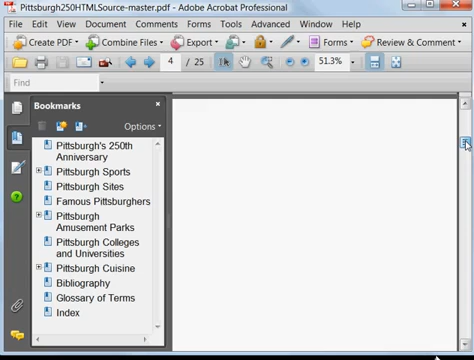 Pittsburgh250HTMLSource-master.pdf - Adobe Acrobat Professional
File Edit View Document Comments Forms Tools Advanced Window Help
Create PDF Combine Files Export Forms Review & Comment
4 / 25 51.3%
Find
Bookmarks
Options
Pittsburgh's 250th
Anniversary
Pittsburgh Sports
Pittsburgh Sites
Famous Pittsburghers
Pittsburgh
Amusement Parks
Pittsburgh Colleges
and Universities
Pittsburgh Cuisine
Bibliography
Glossary of Terms
Index